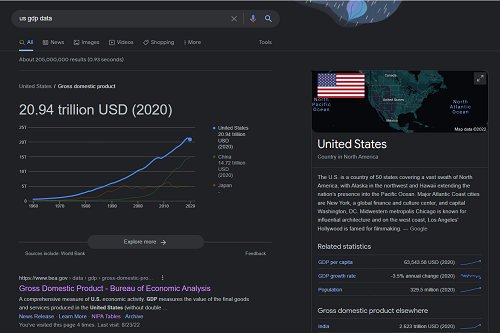 us gdp data
All News Images Videos Shopping More Tools
About 205,000,000 results (0.93 seconds)
United States / Gross domestic product
20.94 trillion USD (2020)
25T
20T
15T
10T
5T
0
1960 1970 1980 1990 2000 2010 2020
United States
20.94 trillion
USD
(2020)
China
14.72 trillion
USD
(2020)
Japan
Explore more
Sources include: World Bank Feedback
https://www.bea.gov › data › gdp › gross-domestic-pro...
Gross Domestic Product - Bureau of Economic Analysis
A comprehensive measure of U.S. economic activity. GDP measures the value of the final goods
and services produced in the United States (without double ...
News Release · Learn More · NIPA Tables · Archive
You've visited this page 4 times. Last visit: 8/23/22
Canada
United States
Mexico
North
Pacific
Ocean
North
Atlantic
Ocean
Map data ©2022
United States
Country in North America
The U.S. is a country of 50 states covering a vast swath of North
America, with Alaska in the northwest and Hawaii extending the
nation's presence into the Pacific Ocean. Major Atlantic Coast cities
are New York, a global finance and culture center, and capital
Washington, DC. Midwestern metropolis Chicago is known for
influential architecture and on the west coast, Los Angeles'
Hollywood is famed for filmmaking. — Google
Related statistics
GDP per capita 63,543.58 USD (2020)
GDP growth rate -3.5% annual change (2020)
Population 329.5 million (2020)
Gross domestic product elsewhere
India 2.623 trillion USD (2020)